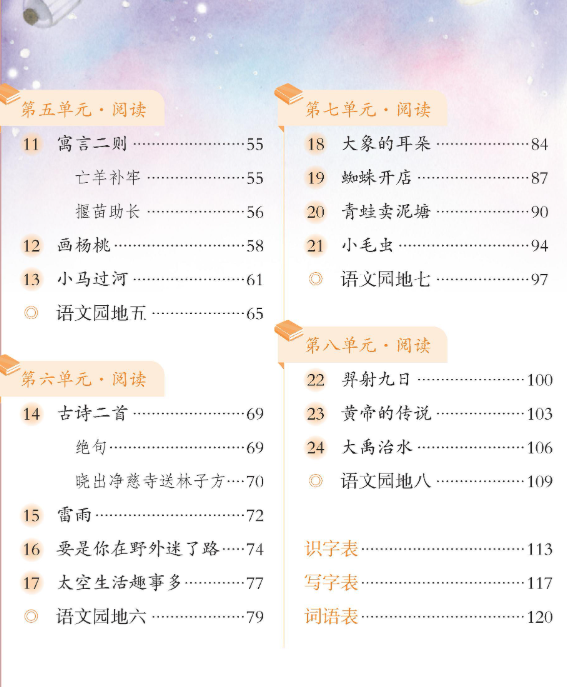 第五单元·阅读
11 寓言二则 ……………………55
亡羊补牢 ……………………55
揠苗助长 ……………………56
12 画杨桃 ……………………58
13 小马过河 ……………………61
◎ 语文园地五 ……………………65
第六单元·阅读
14 古诗二首 ……………………69
绝句 ……………………69
晓出净慈寺送林子方 …70
15 雷雨 ……………………72
16 要是你在野外迷了路 ……74
17 太空生活趣事多 …………77
◎ 语文园地六 ……………………79
第七单元·阅读
18 大象的耳朵 ……………………84
19 蜘蛛开店 ……………………87
20 青蛙卖泥塘 ……………………90
21 小毛虫 ……………………94
◎ 语文园地七 ……………………97
第八单元·阅读
22 羿射九日 ……………………100
23 黄帝的传说 ……………………103
24 大禹治水 ……………………106
◎ 语文园地八 ……………………109
识字表 ……………………113
写字表 ……………………117
词语表 ……………………120